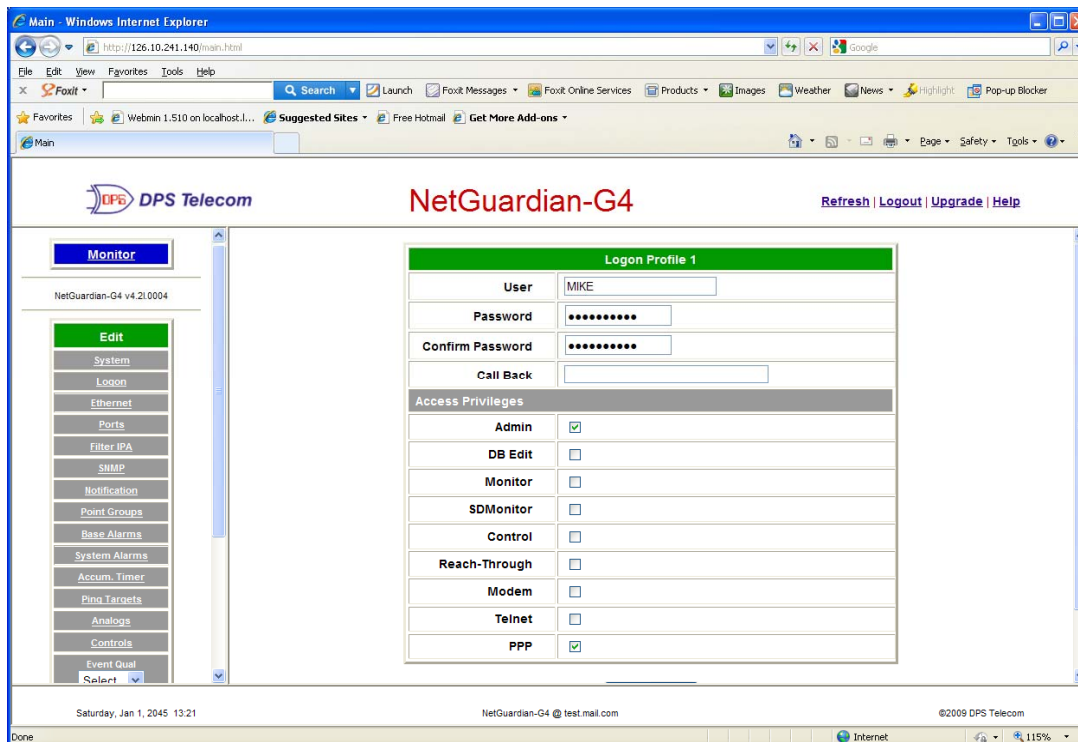 Main - Windows Internet Explorer
http://126.10.241.140/main.html
Google
File Edit View Favorites Tools Help
x Foxit Search Launch Foxit Messages Foxit Online Services Products Images Weather News Highlight Pop-up Blocker
Favorites Webmin 1.510 on localhost.l... Suggested Sites Free Hotmail Get More Add-ons
Main
Page Safety Tools
DPS DPS Telecom
NetGuardian-G4
Refresh | Logout | Upgrade | Help
Monitor
NetGuardian-G4 v4.2I.0004
Edit
System
Logon
Ethernet
Ports
Filter IPA
SNMP
Notification
Point Groups
Base Alarms
System Alarms
Accum. Timer
Ping Targets
Analogs
Controls
Event Qual
Select
Logon Profile 1
User MIKE
Password ••••••••••
Confirm Password ••••••••••
Call Back
Access Privileges
Admin
DB Edit
Monitor
SDMonitor
Control
Reach-Through
Modem
Telnet
PPP
Saturday, Jan 1, 2045 13:21
NetGuardian-G4 @ test.mail.com
©2009 DPS Telecom
Done
Internet
115%